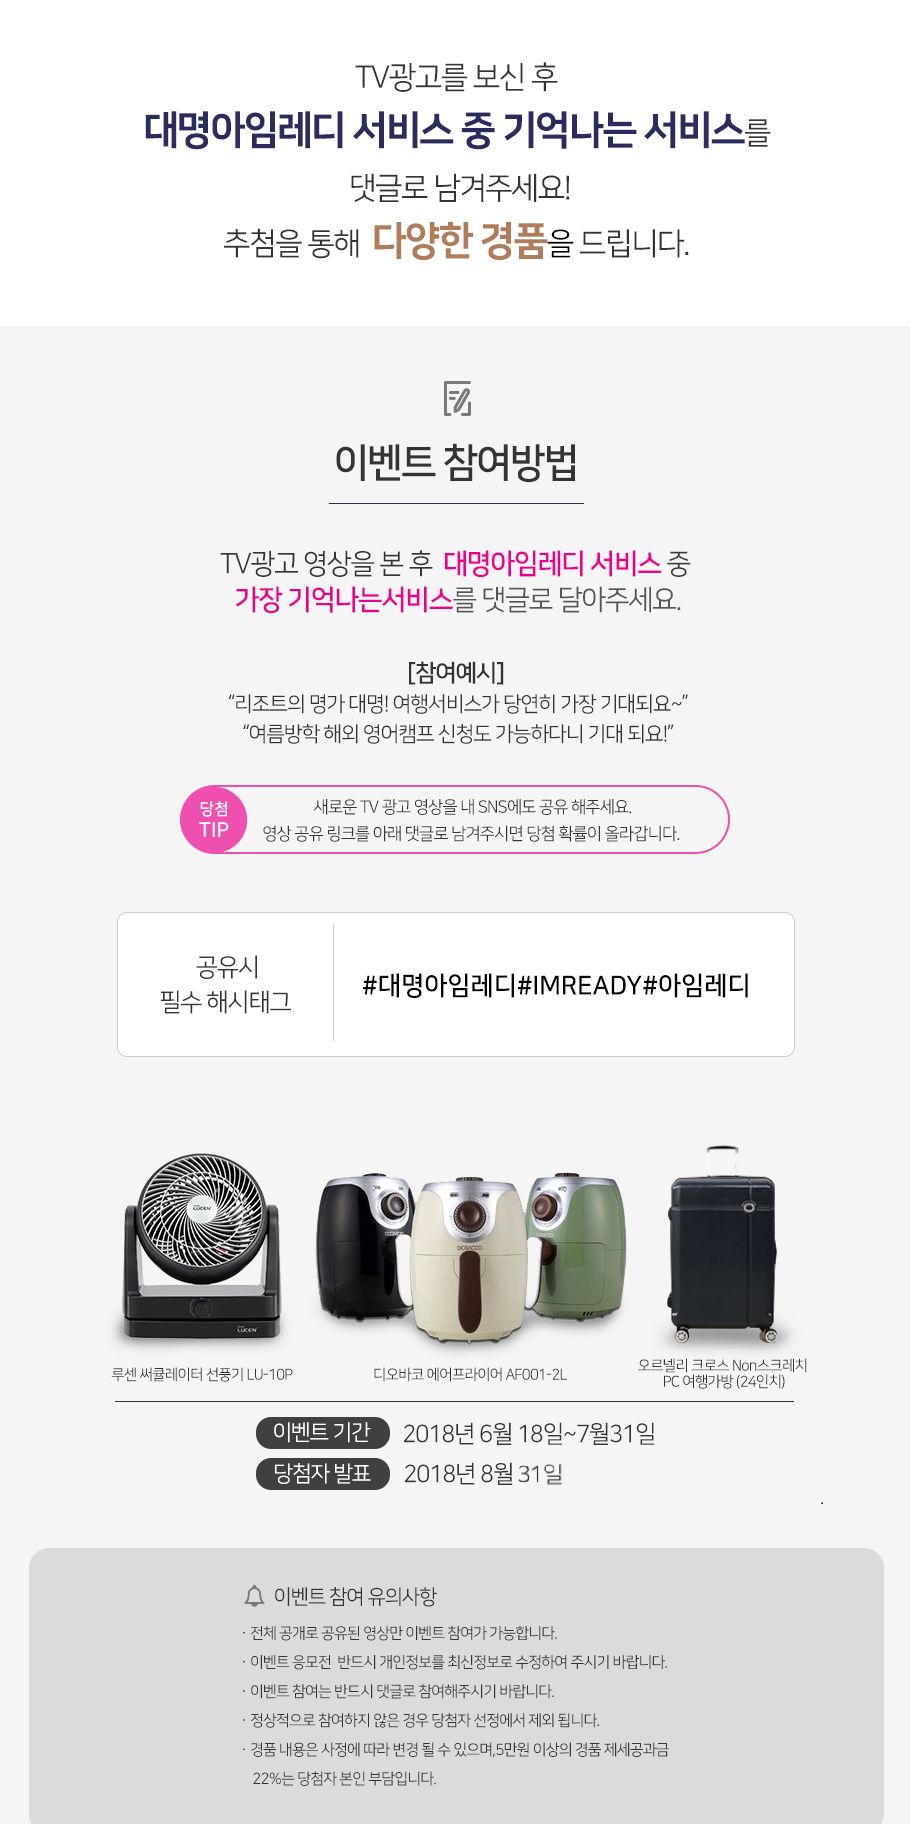 TV광고를 보신 후
대명아임레디 서비스 중 기억나는 서비스를
댓글로 남겨주세요!
추첨을 통해 다양한 경품을 드립니다.
이벤트 참여방법
TV광고 영상을 본 후 대명아임레디 서비스 중
가장 기억나는서비스를 댓글로 달아주세요.
[참여예시]
“리조트의 명가 대명! 여행서비스가 당연히 가장 기대되요~”
“여름방학 해외 영어캠프 신청도 가능하다니 기대 되요!”
당첨
TIP
새로운 TV 광고 영상을 내 SNS에도 공유 해주세요.
영상 공유 링크를 아래 댓글로 남겨주시면 당첨 확률이 올라갑니다.
공유시
필수 해시태그
#대명아임레디#IMREADY#아임레디
LUCEN
LUCEN
DIOBACCO
루센 써큘레이터 선풍기 LU-10P
디오바코 에어프라이어 AF001-2L
오르넬리 크로스 Non스크레치
PC 여행가방 (24인치)
이벤트 기간 2018년 6월 18일~7월31일
당첨자 발표 2018년 8월 31일
.
이벤트 참여 유의사항
· 전체 공개로 공유된 영상만 이벤트 참여가 가능합니다.
· 이벤트 응모전 반드시 개인정보를 최신정보로 수정하여 주시기 바랍니다.
· 이벤트 참여는 반드시 댓글로 참여해주시기 바랍니다.
· 정상적으로 참여하지 않은 경우 당첨자 선정에서 제외 됩니다.
· 경품 내용은 사정에 따라 변경 될 수 있으며,5만원 이상의 경품 제세공과금
22%는 당첨자 본인 부담입니다.